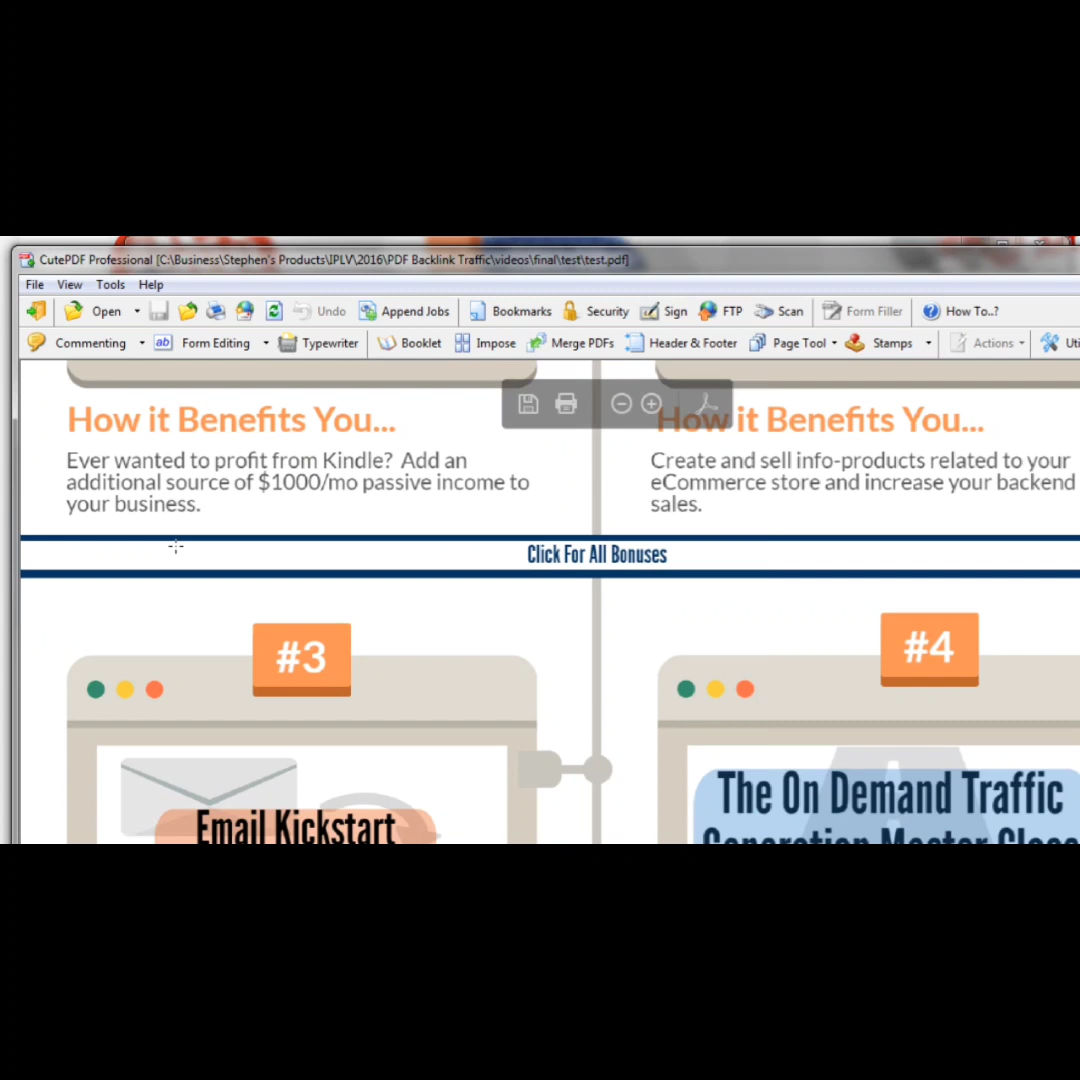 CutePDF Professional [C:\Business\Stephen's Products\IPLV\2016\PDF Backlink Traffic\videos\final\test\test.pdf]
File View Tools Help
Open Undo Append Jobs Bookmarks Security Sign FTP Scan Form Filler How To..?
Commenting ab Form Editing Typewriter Booklet Impose Merge PDFs Header & Footer Page Tool Stamps Actions
How it Benefits You...
Ever wanted to profit from Kindle? Add an
additional source of $1000/mo passive income to
your business.
How it Benefits You...
Create and sell info-products related to your
eCommerce store and increase your backend
sales.
Click For All Bonuses
#3
Email Kickstart
#4
The On Demand Traffic
Generation Master Class